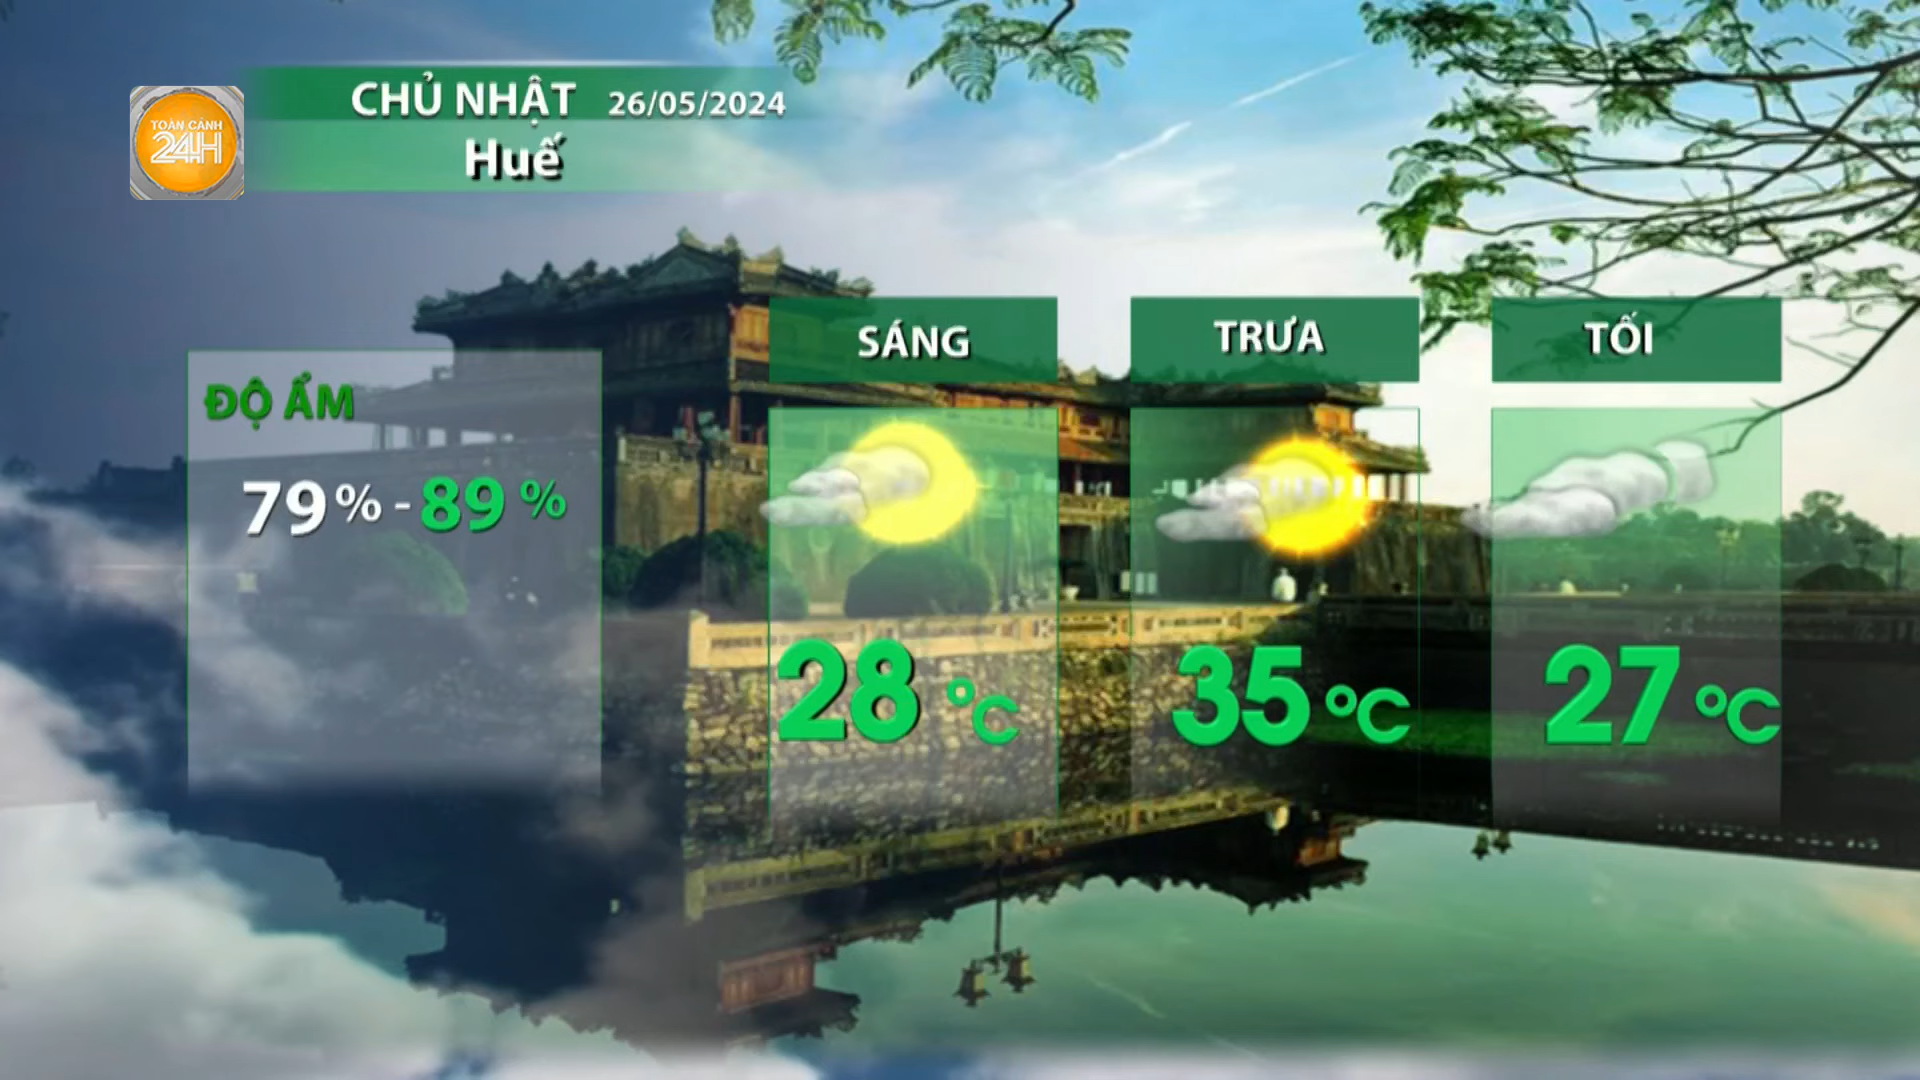 TOÀN CẢNH
24H
CHỦ NHẬT 26/05/2024
Huế
ĐỘ ẨM
79% - 89%
SÁNG
TRƯA
TỐI
28 °C
35 °C
27 °C